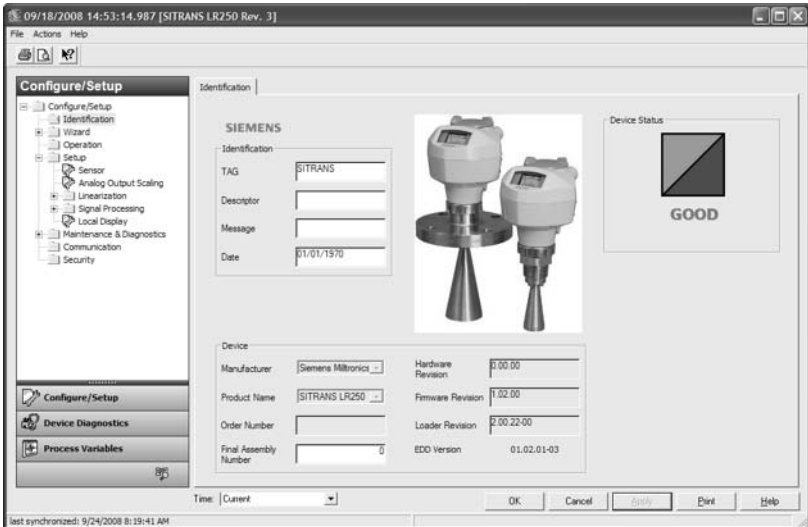 09/18/2008 14:53:14.987 [SITRANS LR250 Rev. 3]
File Actions Help
Configure/Setup
Configure/Setup
Identification
Wizard
Operation
Setup
Sensor
Analog Output Scaling
Linearization
Signal Processing
Local Display
Maintenance & Diagnostics
Communication
Security
Configure/Setup
Device Diagnostics
Process Variables
Identification
SIEMENS
Identification
TAG SITRANS
Descriptor
Message
Date 01/01/1970
Device Status
GOOD
Device
Manufacturer Siemens Milltronics
Product Name SITRANS LR250
Order Number
Final Assembly
Number 0
Hardware
Revision 0.00.00
Firmware Revision 1.02.00
Loader Revision 2.00.22-00
EDD Version 01.02.01-03
Time: Current
OK Cancel Apply Print Help
last synchronized: 9/24/2008 8:19:41 AM